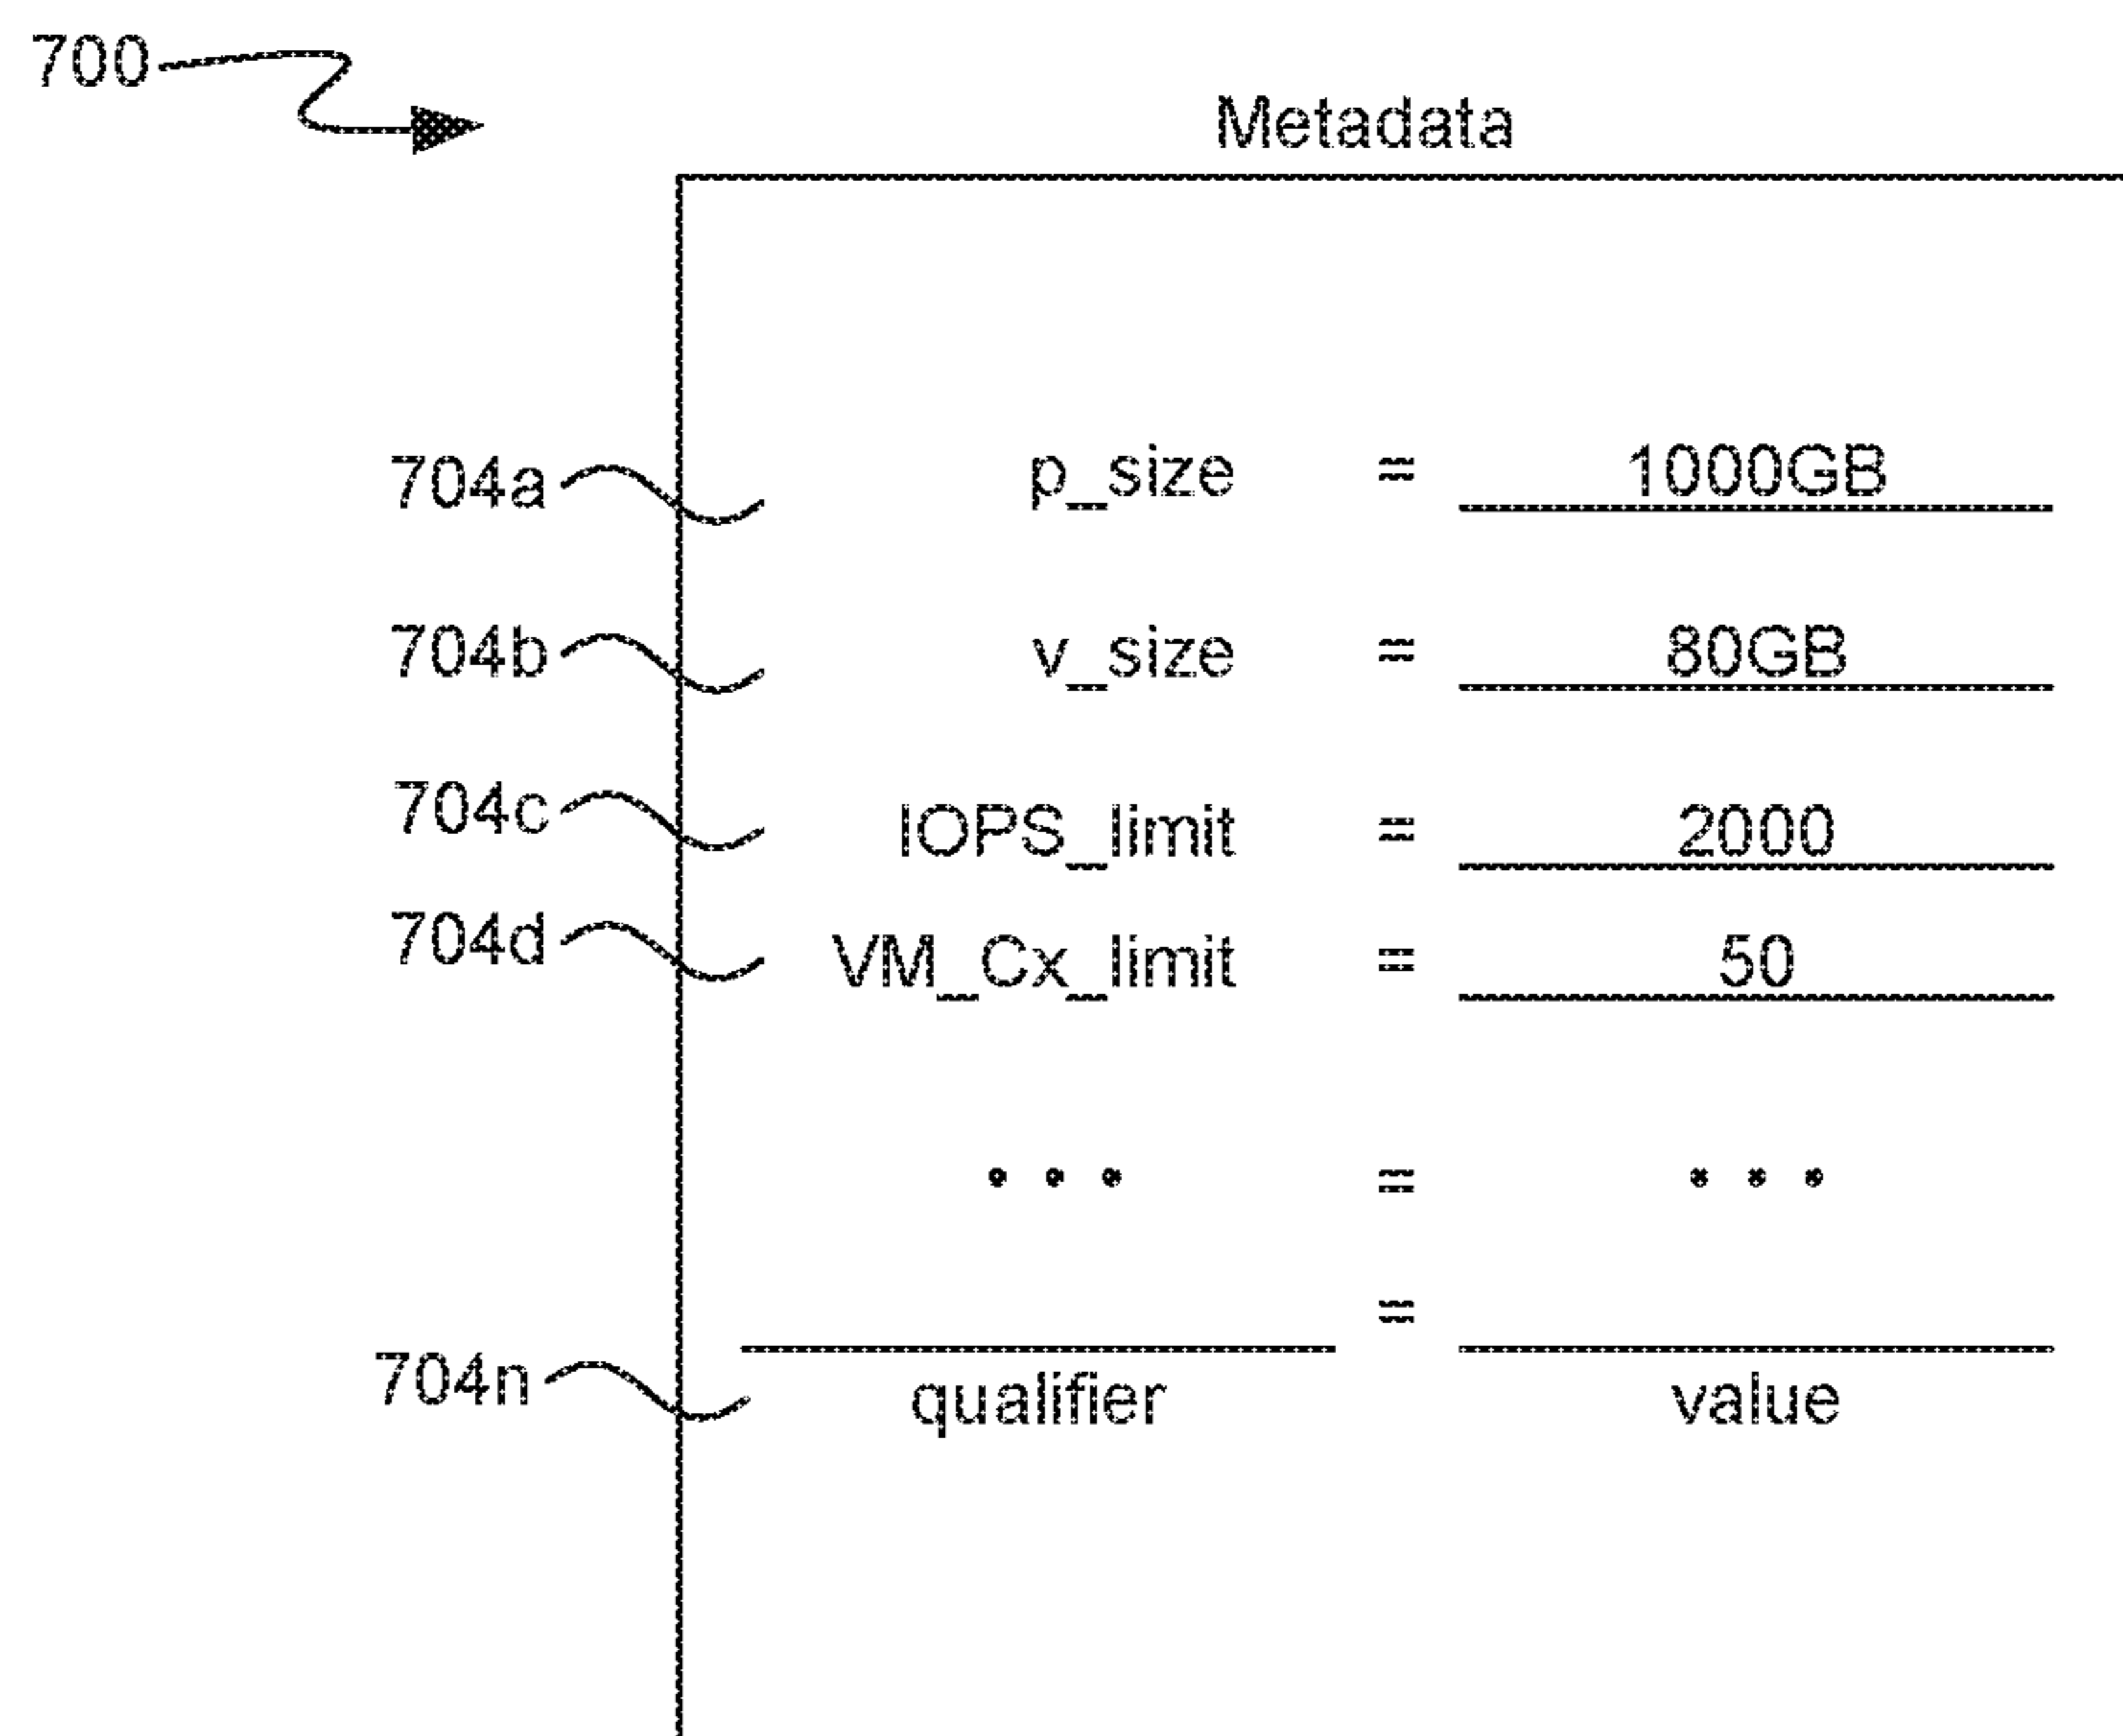 700
Metadata
704a p_size = 1000GB
704b v_size = 80GB
704c IOPS_limit = 2000
704d VM_Cx_limit = 50
• • • = • • •
=
704n qualifier value